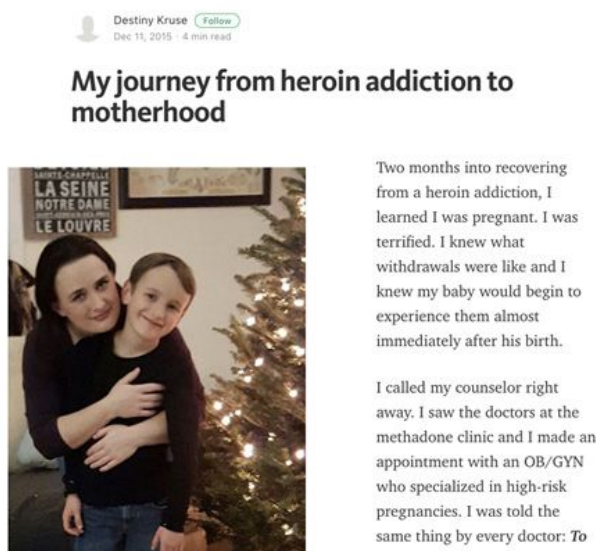 Destiny Kruse Follow
Dec 11, 2015 · 4 min read
My journey from heroin addiction to
motherhood
SAINTE-CHAPPELLE
LA SEINE
NOTRE DAME
LE LOUVRE
Two months into recovering
from a heroin addiction, I
learned I was pregnant. I was
terrified. I knew what
withdrawals were like and I
knew my baby would begin to
experience them almost
immediately after his birth.
I called my counselor right
away. I saw the doctors at the
methadone clinic and I made an
appointment with an OB/GYN
who specialized in high-risk
pregnancies. I was told the
same thing by every doctor: To